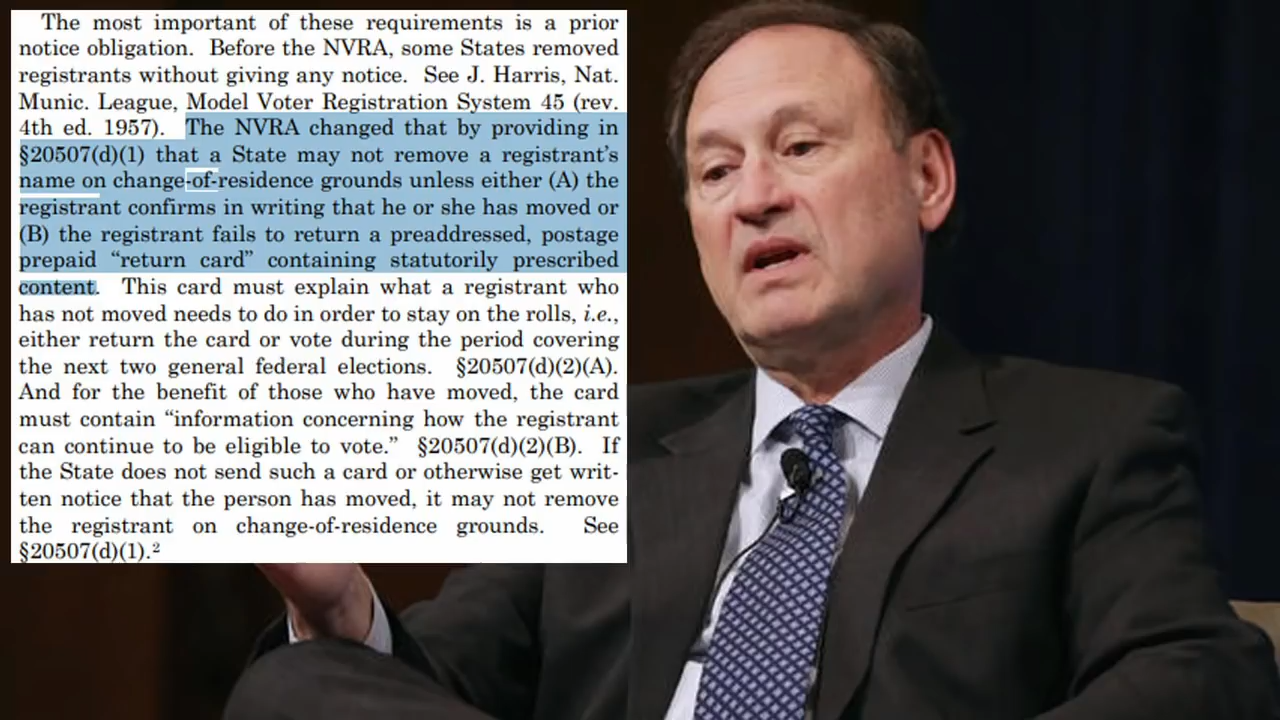 The most important of these requirements is a prior
notice obligation. Before the NVRA, some States removed
registrants without giving any notice. See J. Harris, Nat.
Munic. League, Model Voter Registration System 45 (rev.
4th ed. 1957). The NVRA changed that by providing in
§20507(d)(1) that a State may not remove a registrant’s
name on change-of-residence grounds unless either (A) the
registrant confirms in writing that he or she has moved or
(B) the registrant fails to return a preaddressed, postage
prepaid “return card” containing statutorily prescribed
content. This card must explain what a registrant who
has not moved needs to do in order to stay on the rolls, i.e.,
either return the card or vote during the period covering
the next two general federal elections. §20507(d)(2)(A).
And for the benefit of those who have moved, the card
must contain “information concerning how the registrant
can continue to be eligible to vote.” §20507(d)(2)(B). If
the State does not send such a card or otherwise get writ-
ten notice that the person has moved, it may not remove
the registrant on change-of-residence grounds. See
§20507(d)(1).²